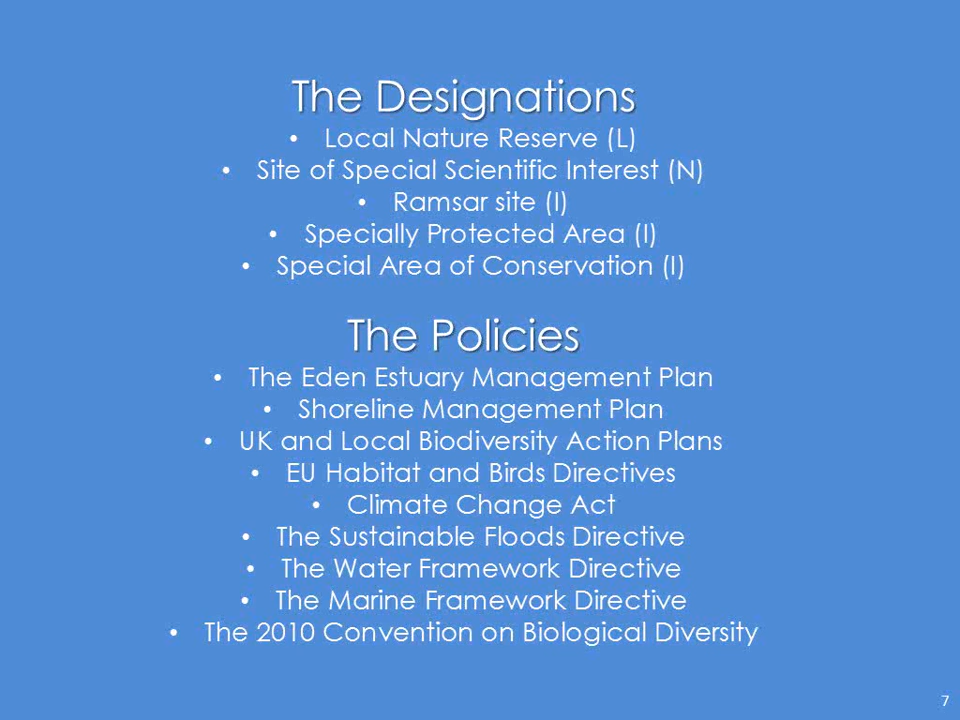 The Designations
• Local Nature Reserve (L)
• Site of Special Scientific Interest (N)
• Ramsar site (I)
• Specially Protected Area (I)
• Special Area of Conservation (I)
The Policies
• The Eden Estuary Management Plan
• Shoreline Management Plan
• UK and Local Biodiversity Action Plans
• EU Habitat and Birds Directives
• Climate Change Act
• The Sustainable Floods Directive
• The Water Framework Directive
• The Marine Framework Directive
• The 2010 Convention on Biological Diversity
7